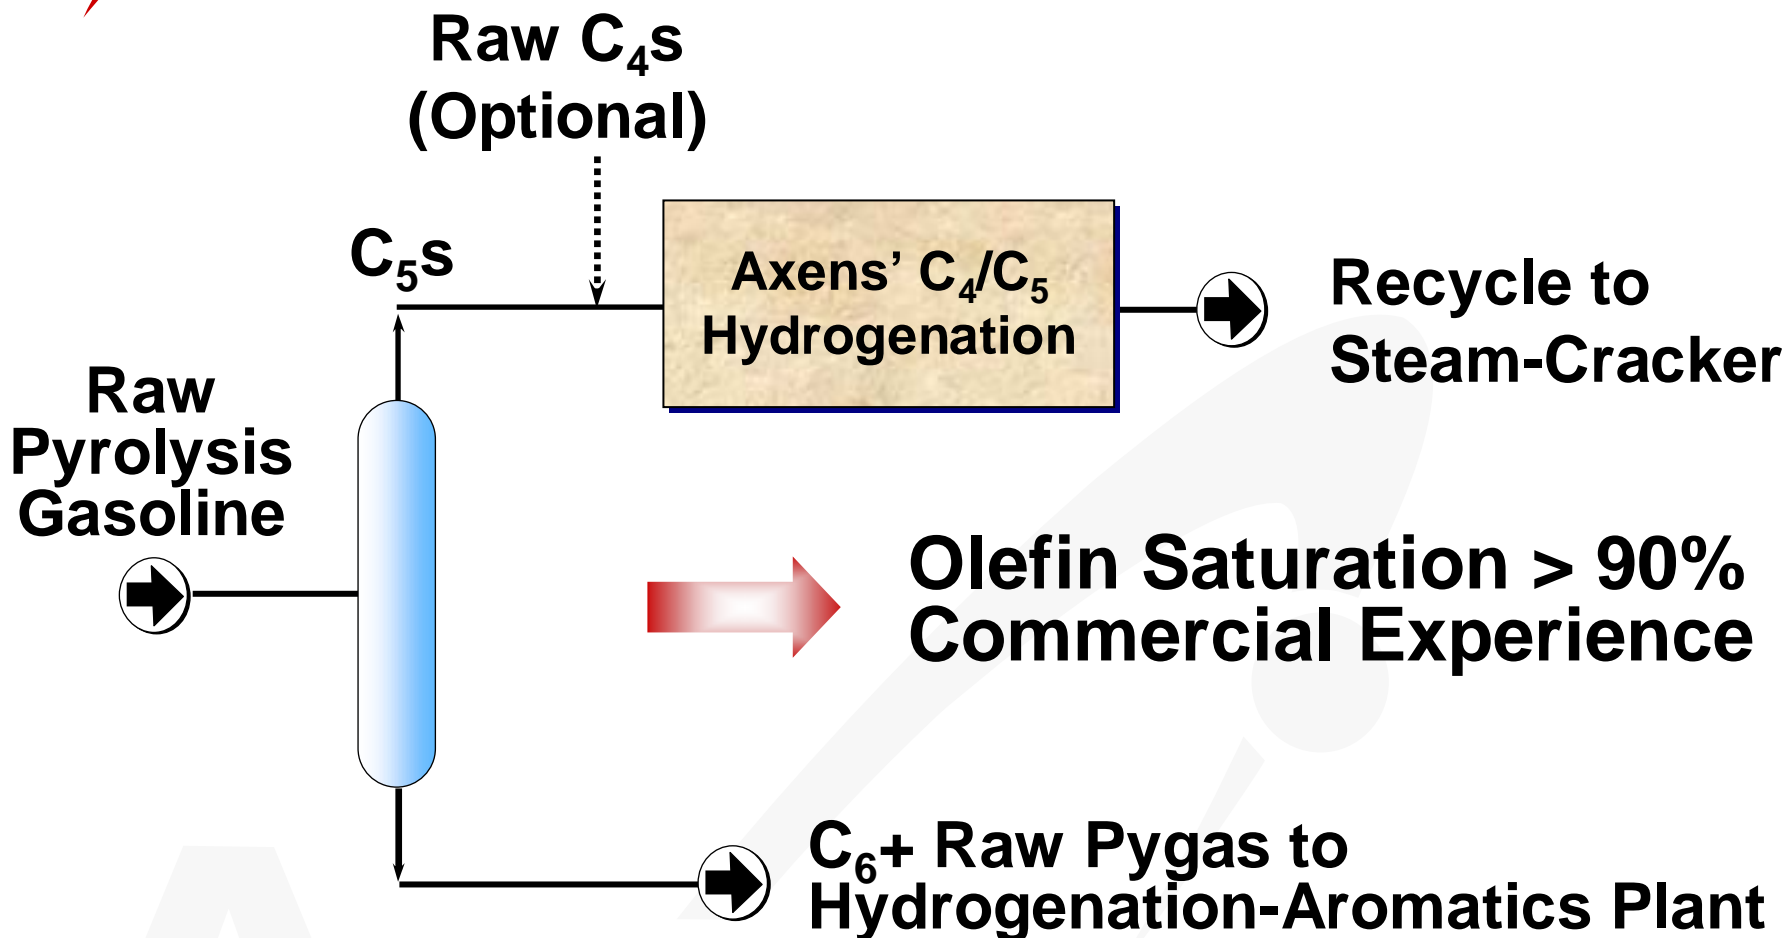 Raw C₄s
(Optional)
C₅s
Axens’ C₄/C₅
Hydrogenation
Recycle to
Steam-Cracker
Raw
Pyrolysis
Gasoline
Olefin Saturation > 90%
Commercial Experience
C₆+ Raw Pygas to
Hydrogenation-Aromatics Plant